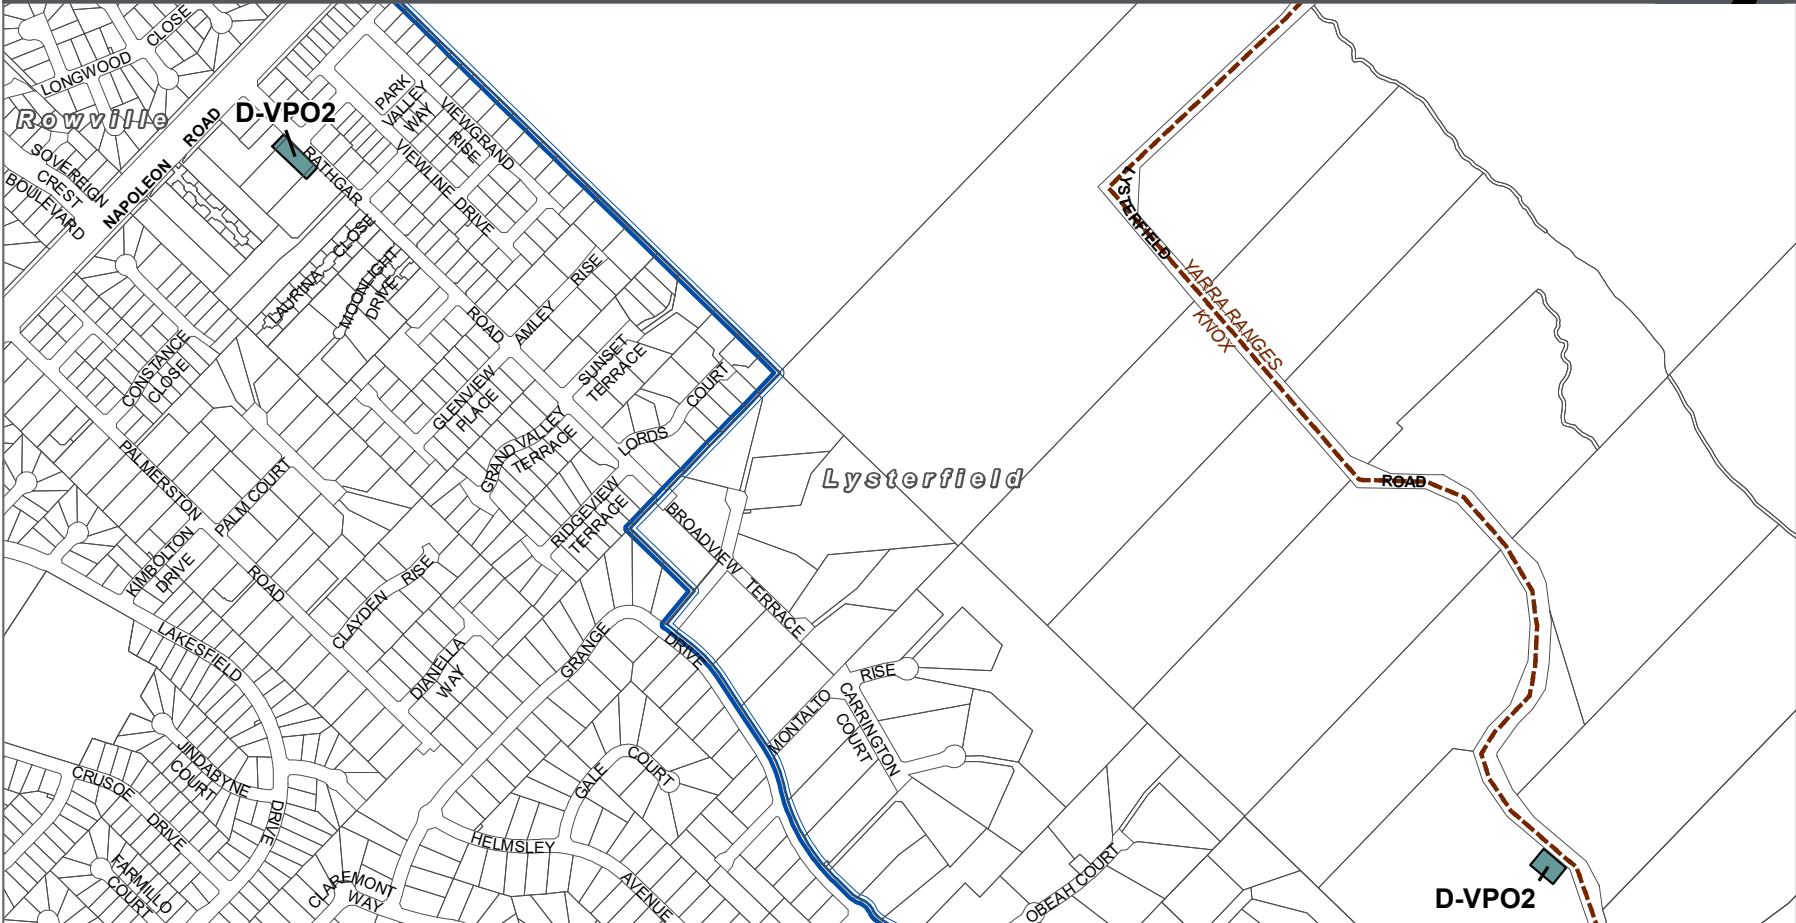 LONGWOOD CLOSE
Rowville
NAPOLEON ROAD
D-VPO2
SOVEREIGN
CREST
BOULEVARD
PARK
VALLEY
WAY
VIEWGRAND
RISE
VIEWLINE DRIVE
RATHGAR
ROAD
LAURINA CLOSE
MOONLIGHT
DRIVE
AMLEY RISE
SUNSET
TERRACE
CONSTANCE
CLOSE
GLENVIEW
PLACE
GRAND VALLEY
TERRACE
LORDS COURT
PALMERSTON
ROAD
PALM COURT
KIMBOLTON
DRIVE
RIDGEVIEW
TERRACE
BROADVIEW TERRACE
Lysterfield
LYSTERFIELD
ROAD
YARRA RANGES
KNOX
CLAYDEN RISE
LAKESFIELD
DRIVE
DIANELLA
WAY
GRANGE
DRIVE
MONTALTO
RISE
CARRINGTON
COURT
JINDABYNE
COURT
CRUSOE
DRIVE
FARMILLO
COURT
GALE COURT
HELMSLEY
AVENUE
CLAREMONT
WAY
OBEAH COURT
D-VPO2